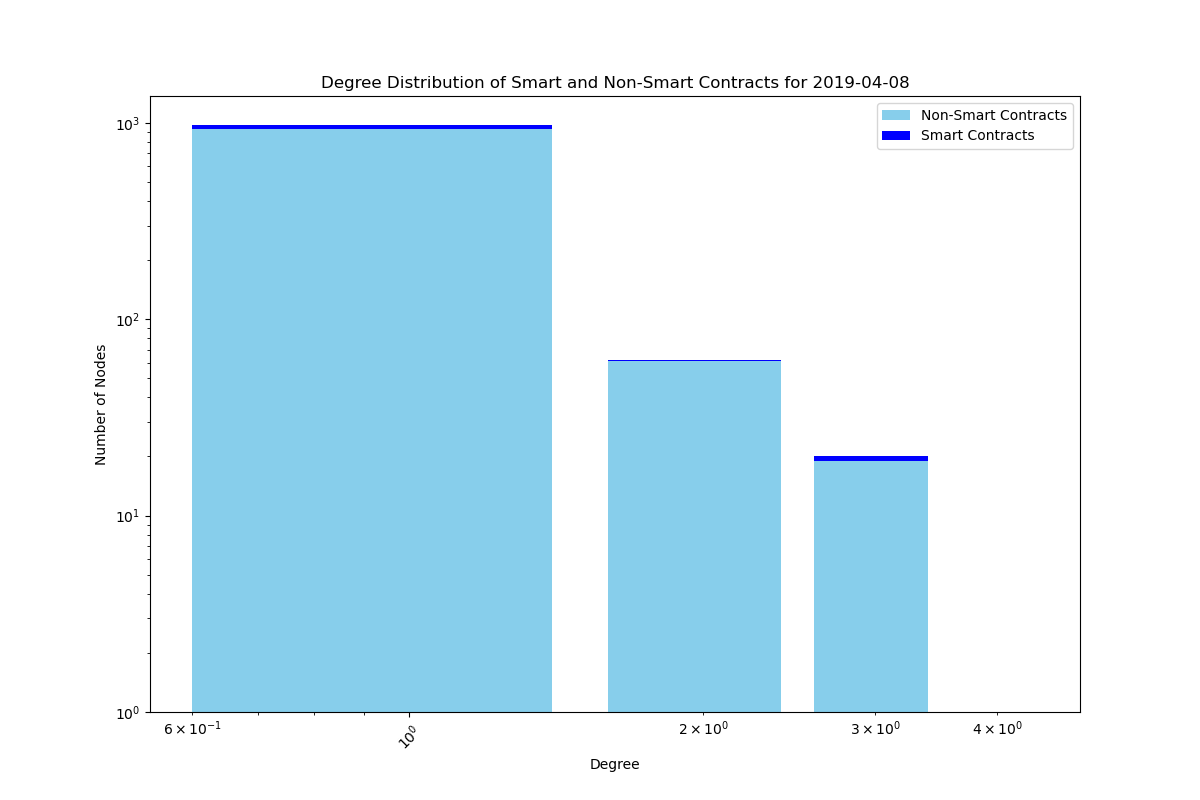 Degree Distribution of Smart and Non-Smart Contracts for 2019-04-08
Non-Smart Contracts
Smart Contracts
Number of Nodes
10³
10²
10¹
10⁰
6 × 10⁻¹
10⁰
2 × 10⁰
3 × 10⁰
4 × 10⁰
Degree